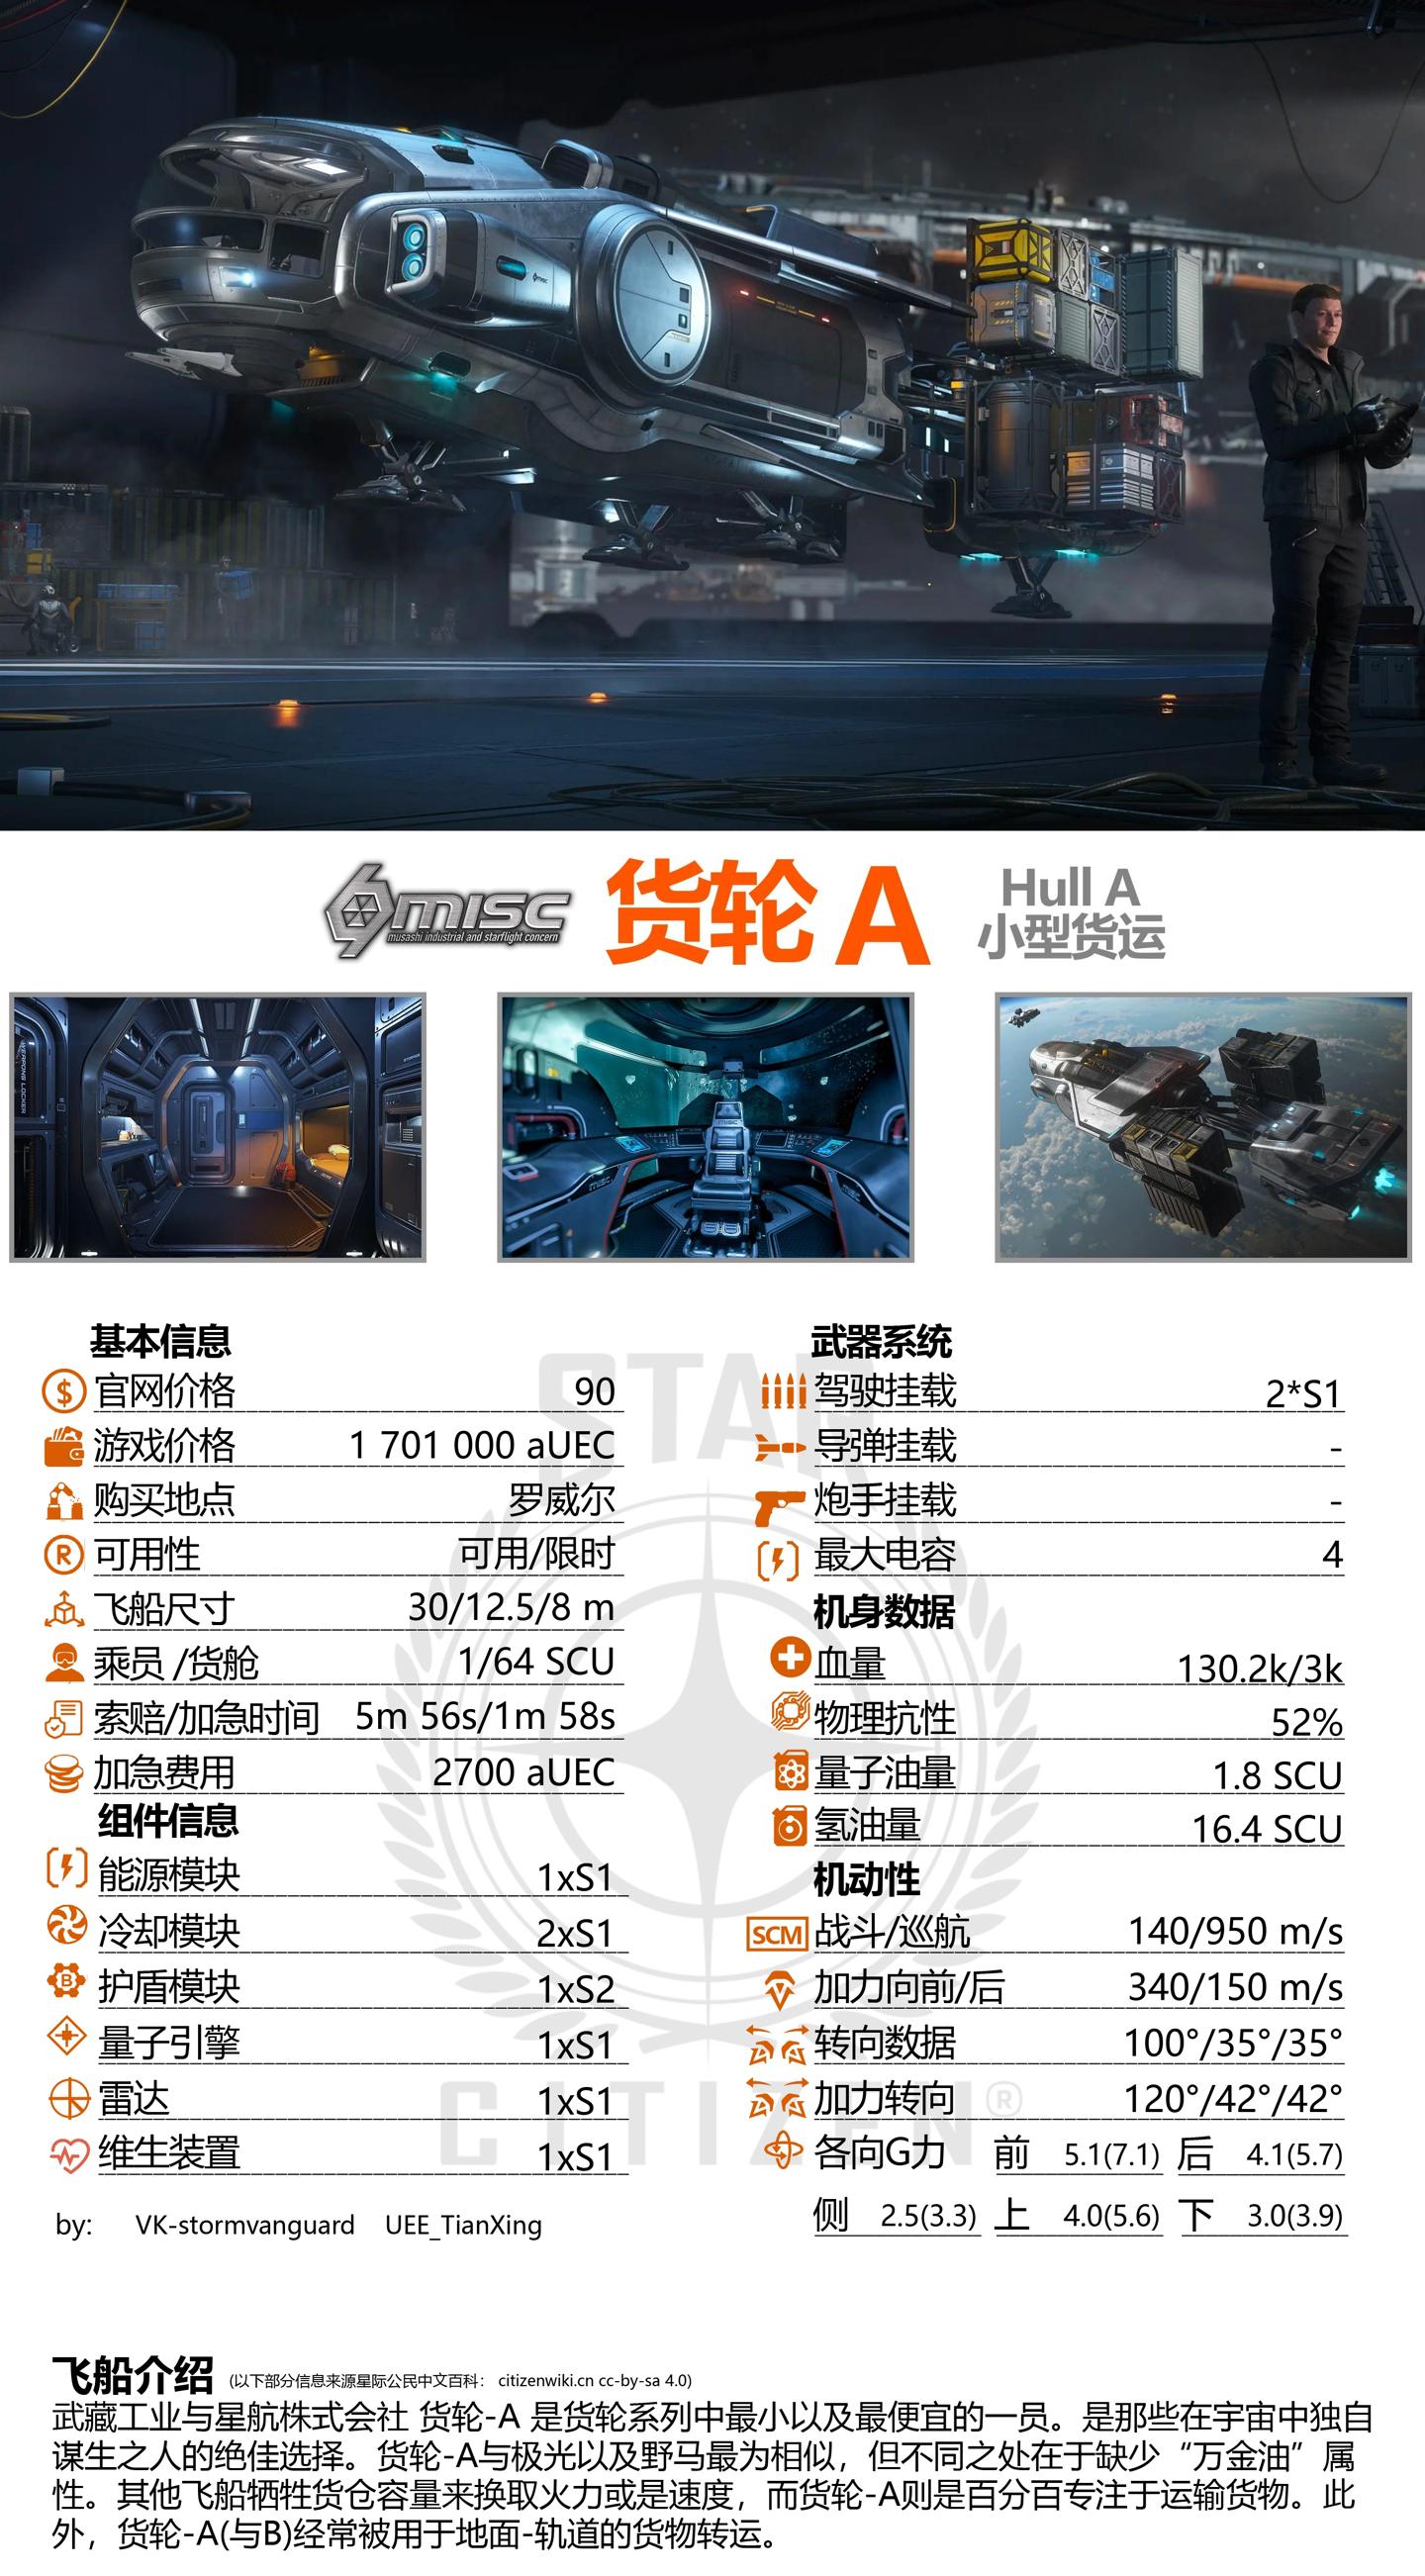 misc
musashi industrial and starflight concern
货轮 A
Hull A
小型货运
WEAPONS LOCKER
基本信息
官网价格 90
游戏价格 1 701 000 aUEC
购买地点 罗威尔
可用性 可用/限时
飞船尺寸 30/12.5/8 m
乘员 /货舱 1/64 SCU
索赔/加急时间 5m 56s/1m 58s
加急费用 2700 aUEC
组件信息
能源模块 1xS1
冷却模块 2xS1
护盾模块 1xS2
量子引擎 1xS1
雷达 1xS1
维生装置 1xS1
by: VK-stormvanguard UEE_TianXing
武器系统
驾驶挂载 2*S1
导弹挂载 -
炮手挂载 -
最大电容 4
机身数据
血量 130.2k/3k
物理抗性 52%
量子油量 1.8 SCU
氢油量 16.4 SCU
机动性
SCM 战斗/巡航 140/950 m/s
加力向前/后 340/150 m/s
转向数据 100°/35°/35°
加力转向 120°/42°/42°
各向G力 前 5.1(7.1) 后 4.1(5.7)
侧 2.5(3.3) 上 4.0(5.6) 下 3.0(3.9)
STAR
CITIZEN®
飞船介绍 (以下部分信息来源星际公民中文百科： citizenwiki.cn cc-by-sa 4.0)
武藏工业与星航株式会社 货轮-A 是货轮系列中最小以及最便宜的一员。是那些在宇宙中独自
谋生之人的绝佳选择。货轮-A与极光以及野马最为相似，但不同之处在于缺少“万金油”属
性。其他飞船牺牲货仓容量来换取火力或是速度，而货轮-A则是百分百专注于运输货物。此
外，货轮-A(与B)经常被用于地面-轨道的货物转运。